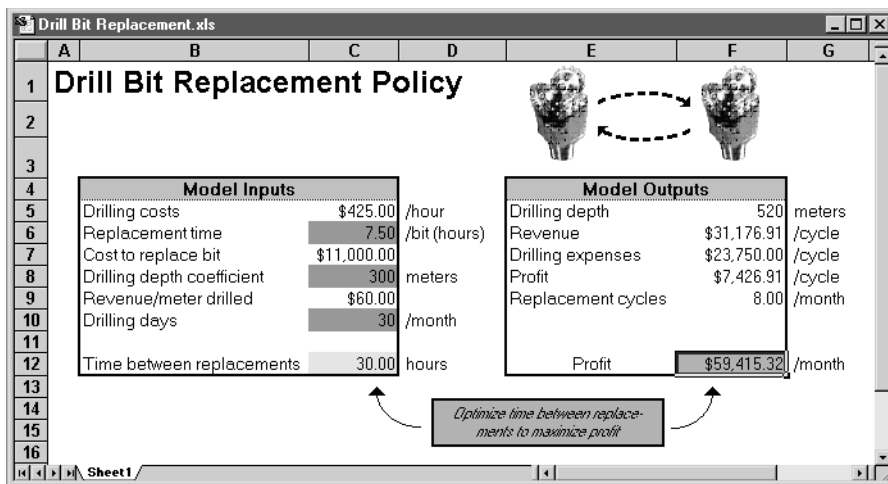 Drill Bit Replacement.xls
A B C D E F G
1 Drill Bit Replacement Policy
2
3
4 Model Inputs Model Outputs
5 Drilling costs $425.00 /hour Drilling depth 520 meters
6 Replacement time 7.50 /bit (hours) Revenue $31,176.91 /cycle
7 Cost to replace bit $11,000.00 Drilling expenses $23,750.00 /cycle
8 Drilling depth coefficient 300 meters Profit $7,426.91 /cycle
9 Revenue/meter drilled $60.00 Replacement cycles 8.00 /month
10 Drilling days 30 /month
11
12 Time between replacements 30.00 hours Profit $59,415.32 /month
13
14 Optimize time between replace-
15 ments to maximize profit
16
Sheet1